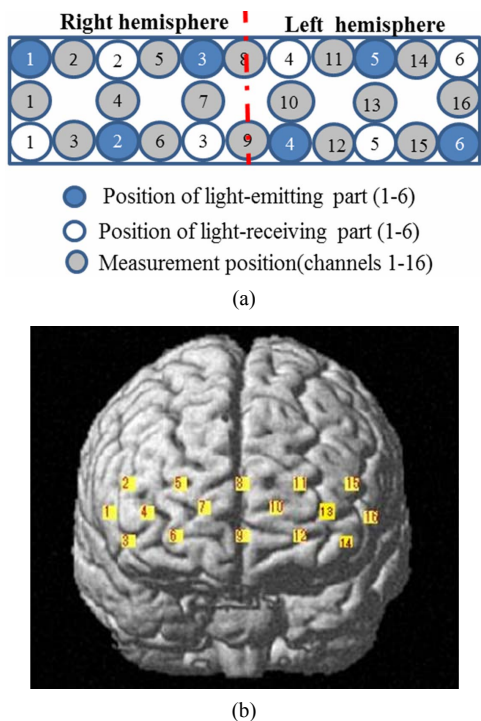 Right hemisphere Left hemisphere
1 2 2 5 3 8 4 11 5 14 6
1 4 7 10 13 16
1 3 2 6 3 9 4 12 5 15 6
Position of light-emitting part (1-6)
Position of light-receiving part (1-6)
Measurement position(channels 1-16)
(a)
2 5 8 11 15
1 4 7 10 13 16
3 6 9 12 14
(b)